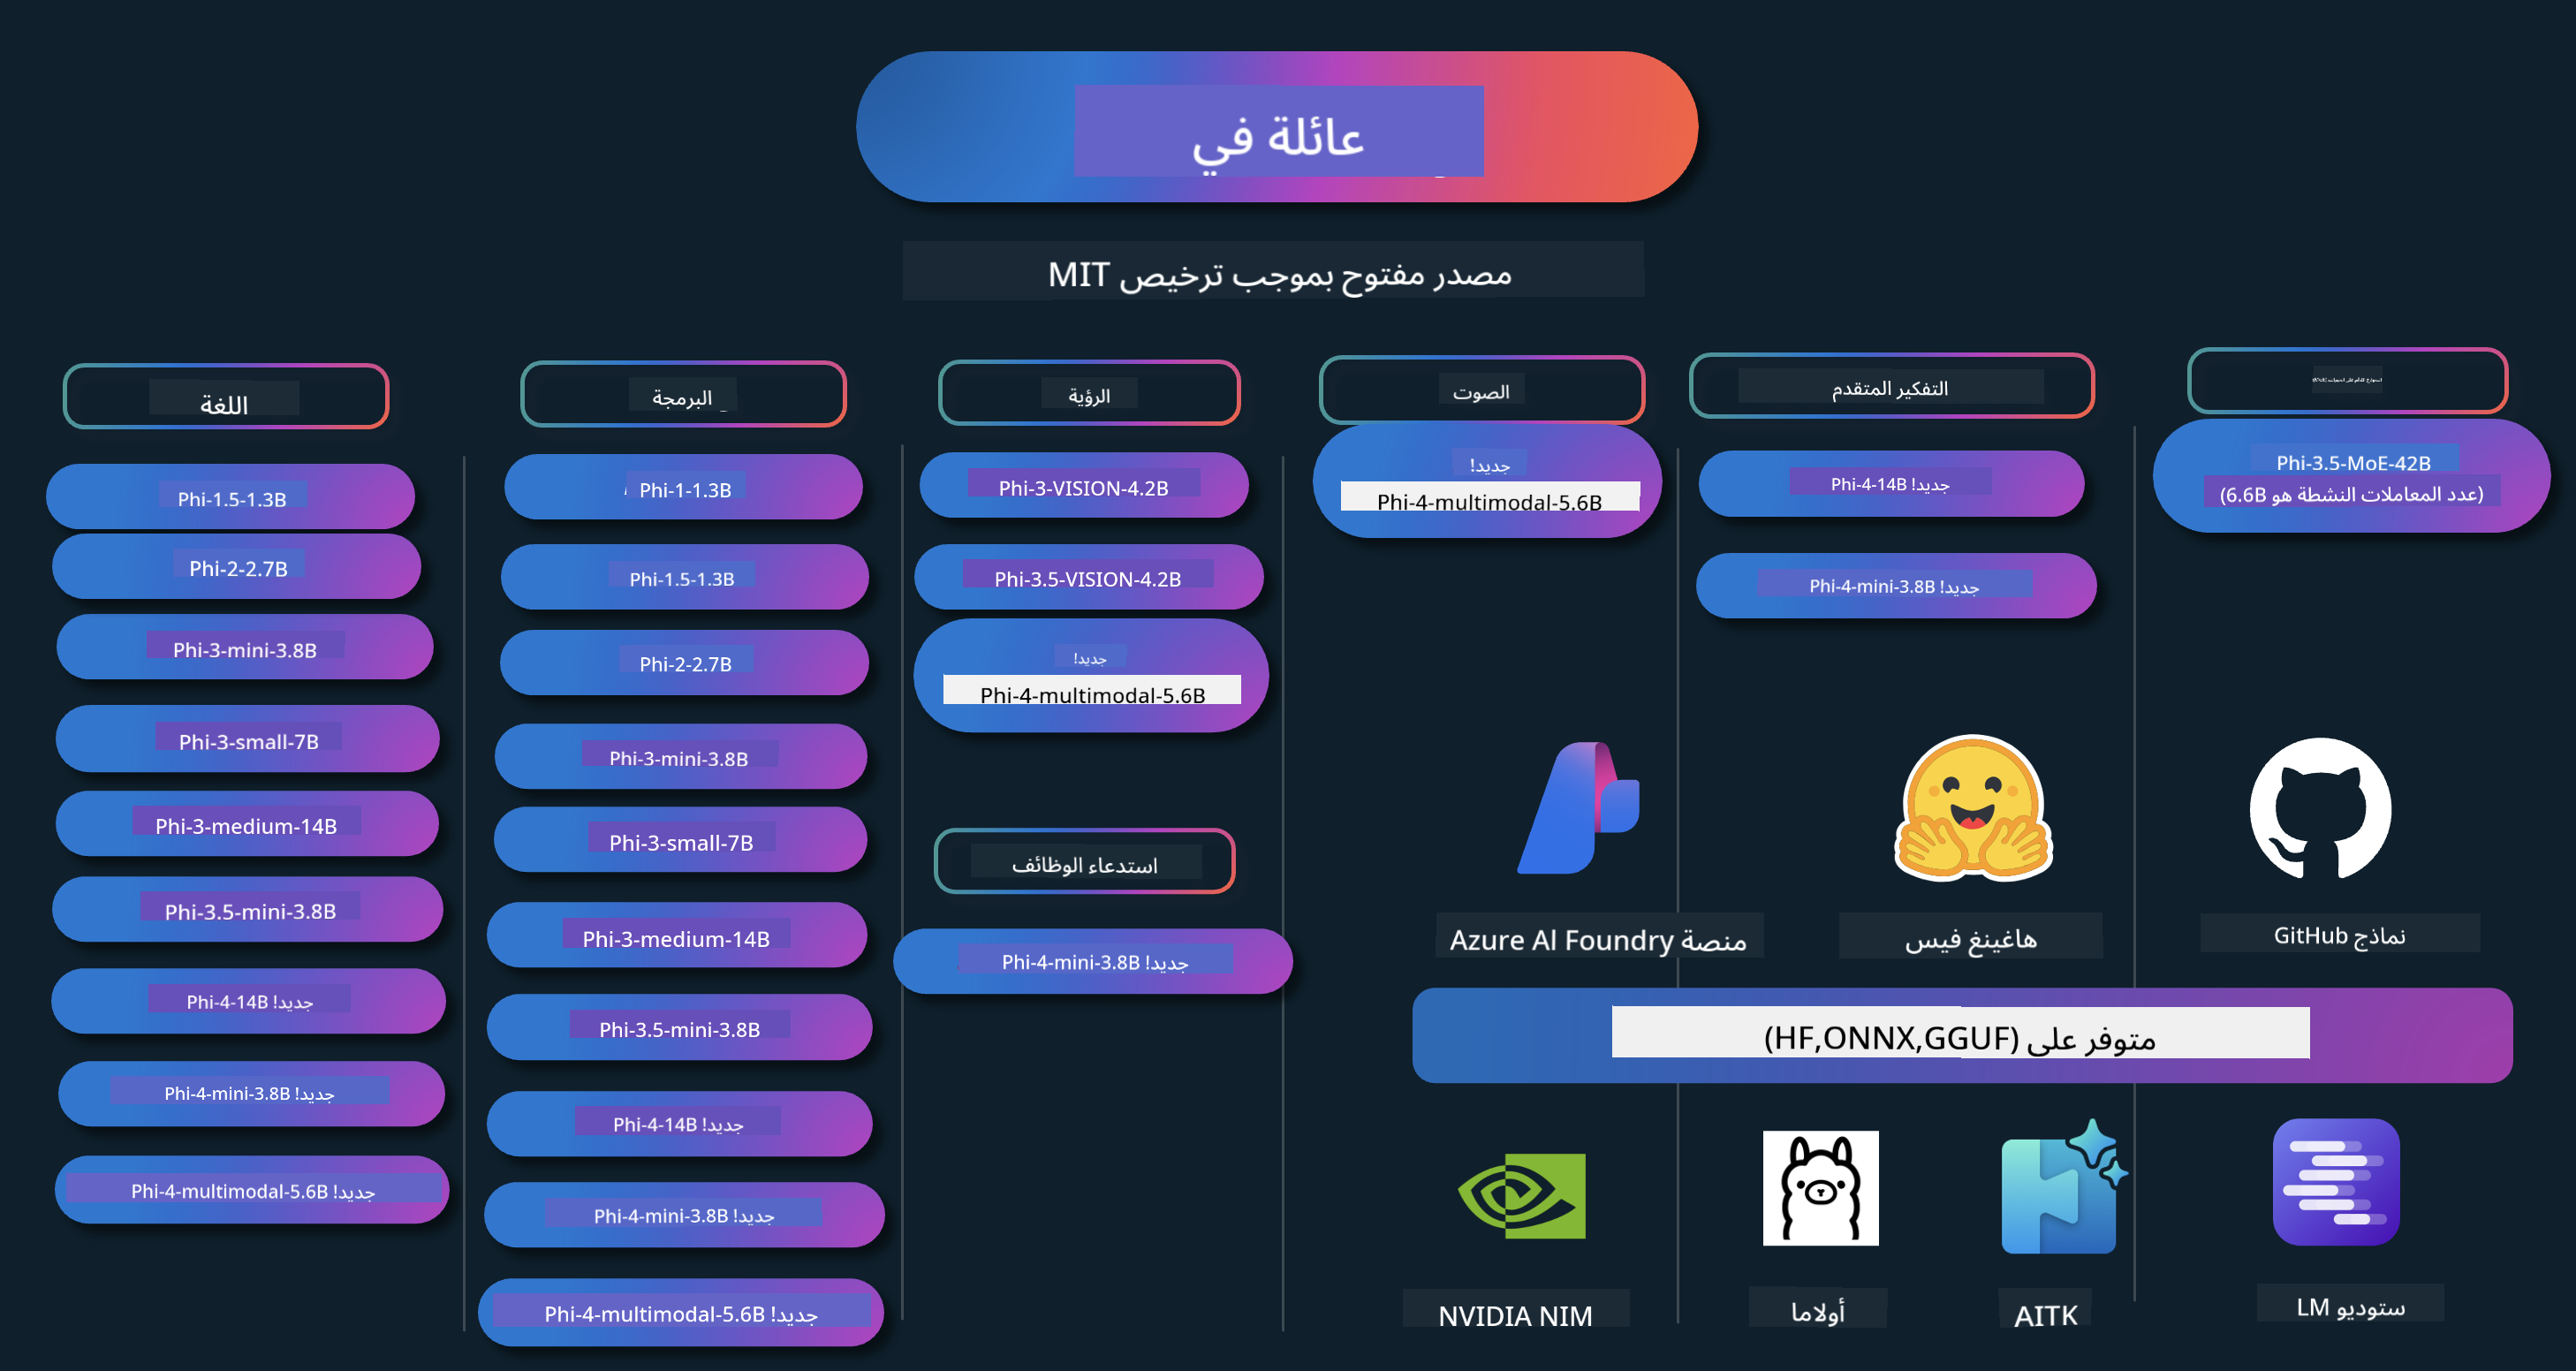 عائلة في
مصدر مفتوح بموجب ترخيص MIT
اللغة
Phi-1.5-1.3B
Phi-2-2.7B
Phi-3-mini-3.8B
Phi-3-small-7B
Phi-3-medium-14B
Phi-3.5-mini-3.8B
جديد! Phi-4-14B
جديد! Phi-4-mini-3.8B
جديد! Phi-4-multimodal-5.6B
البرمجة
Phi-1-1.3B
Phi-1.5-1.3B
Phi-2-2.7B
Phi-3-mini-3.8B
Phi-3-small-7B
Phi-3-medium-14B
Phi-3.5-mini-3.8B
جديد! Phi-4-14B
جديد! Phi-4-mini-3.8B
جديد! Phi-4-multimodal-5.6B
الرؤية
Phi-3-VISION-4.2B
Phi-3.5-VISION-4.2B
جديد!
Phi-4-multimodal-5.6B
استدعاء الوظائف
جديد! Phi-4-mini-3.8B
الصوت
جديد!
Phi-4-multimodal-5.6B
التفكير المتقدم
جديد! Phi-4-14B
جديد! Phi-4-mini-3.8B
Phi-3.5-MoE-42B
(عدد المعاملات النشطة هو 6.6B)
منصة Azure AI Foundry
هاغينغ فيس
نماذج GitHub
متوفر على (HF,ONNX,GGUF)
NVIDIA NIM
أولاما
AITK
ستوديو LM